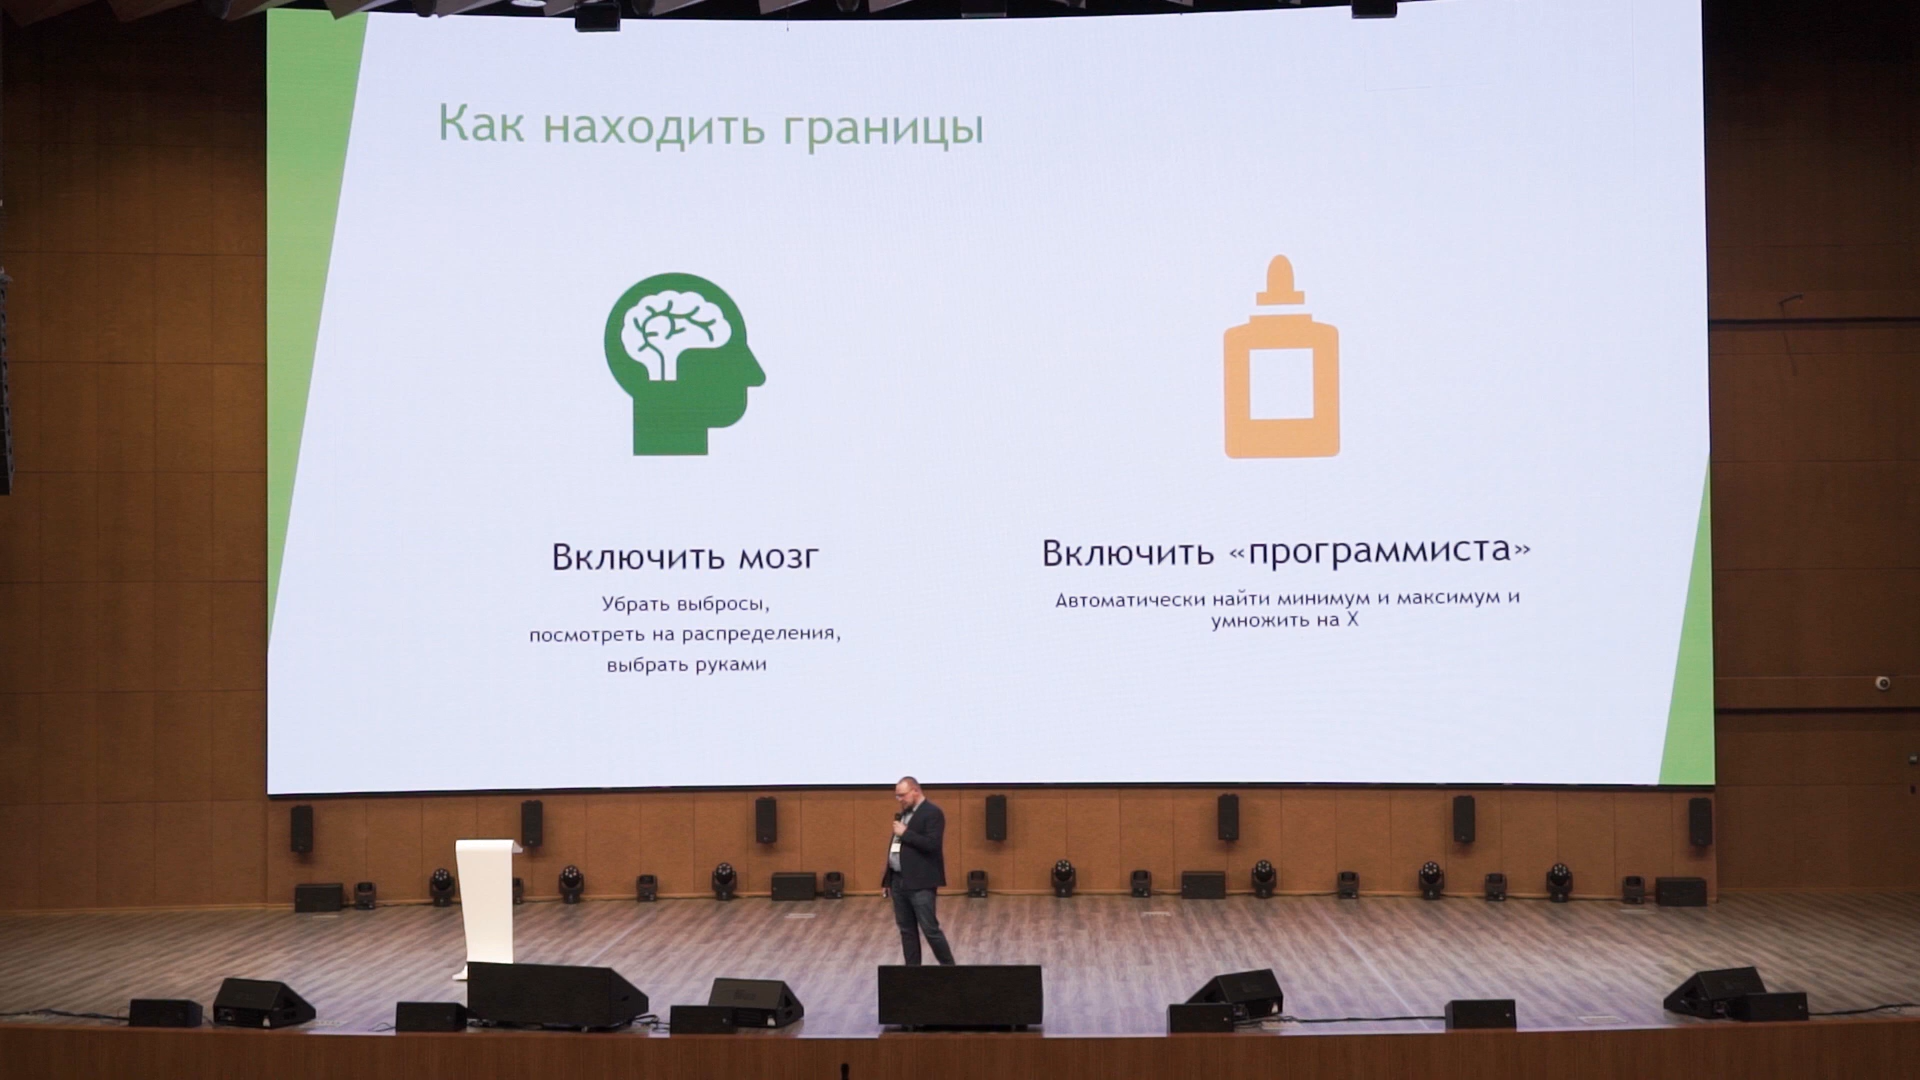 Как находить границы
Включить мозг
Убрать выбросы,
посмотреть на распределения,
выбрать руками
Включить «программиста»
Автоматически найти минимум и максимум и
умножить на X